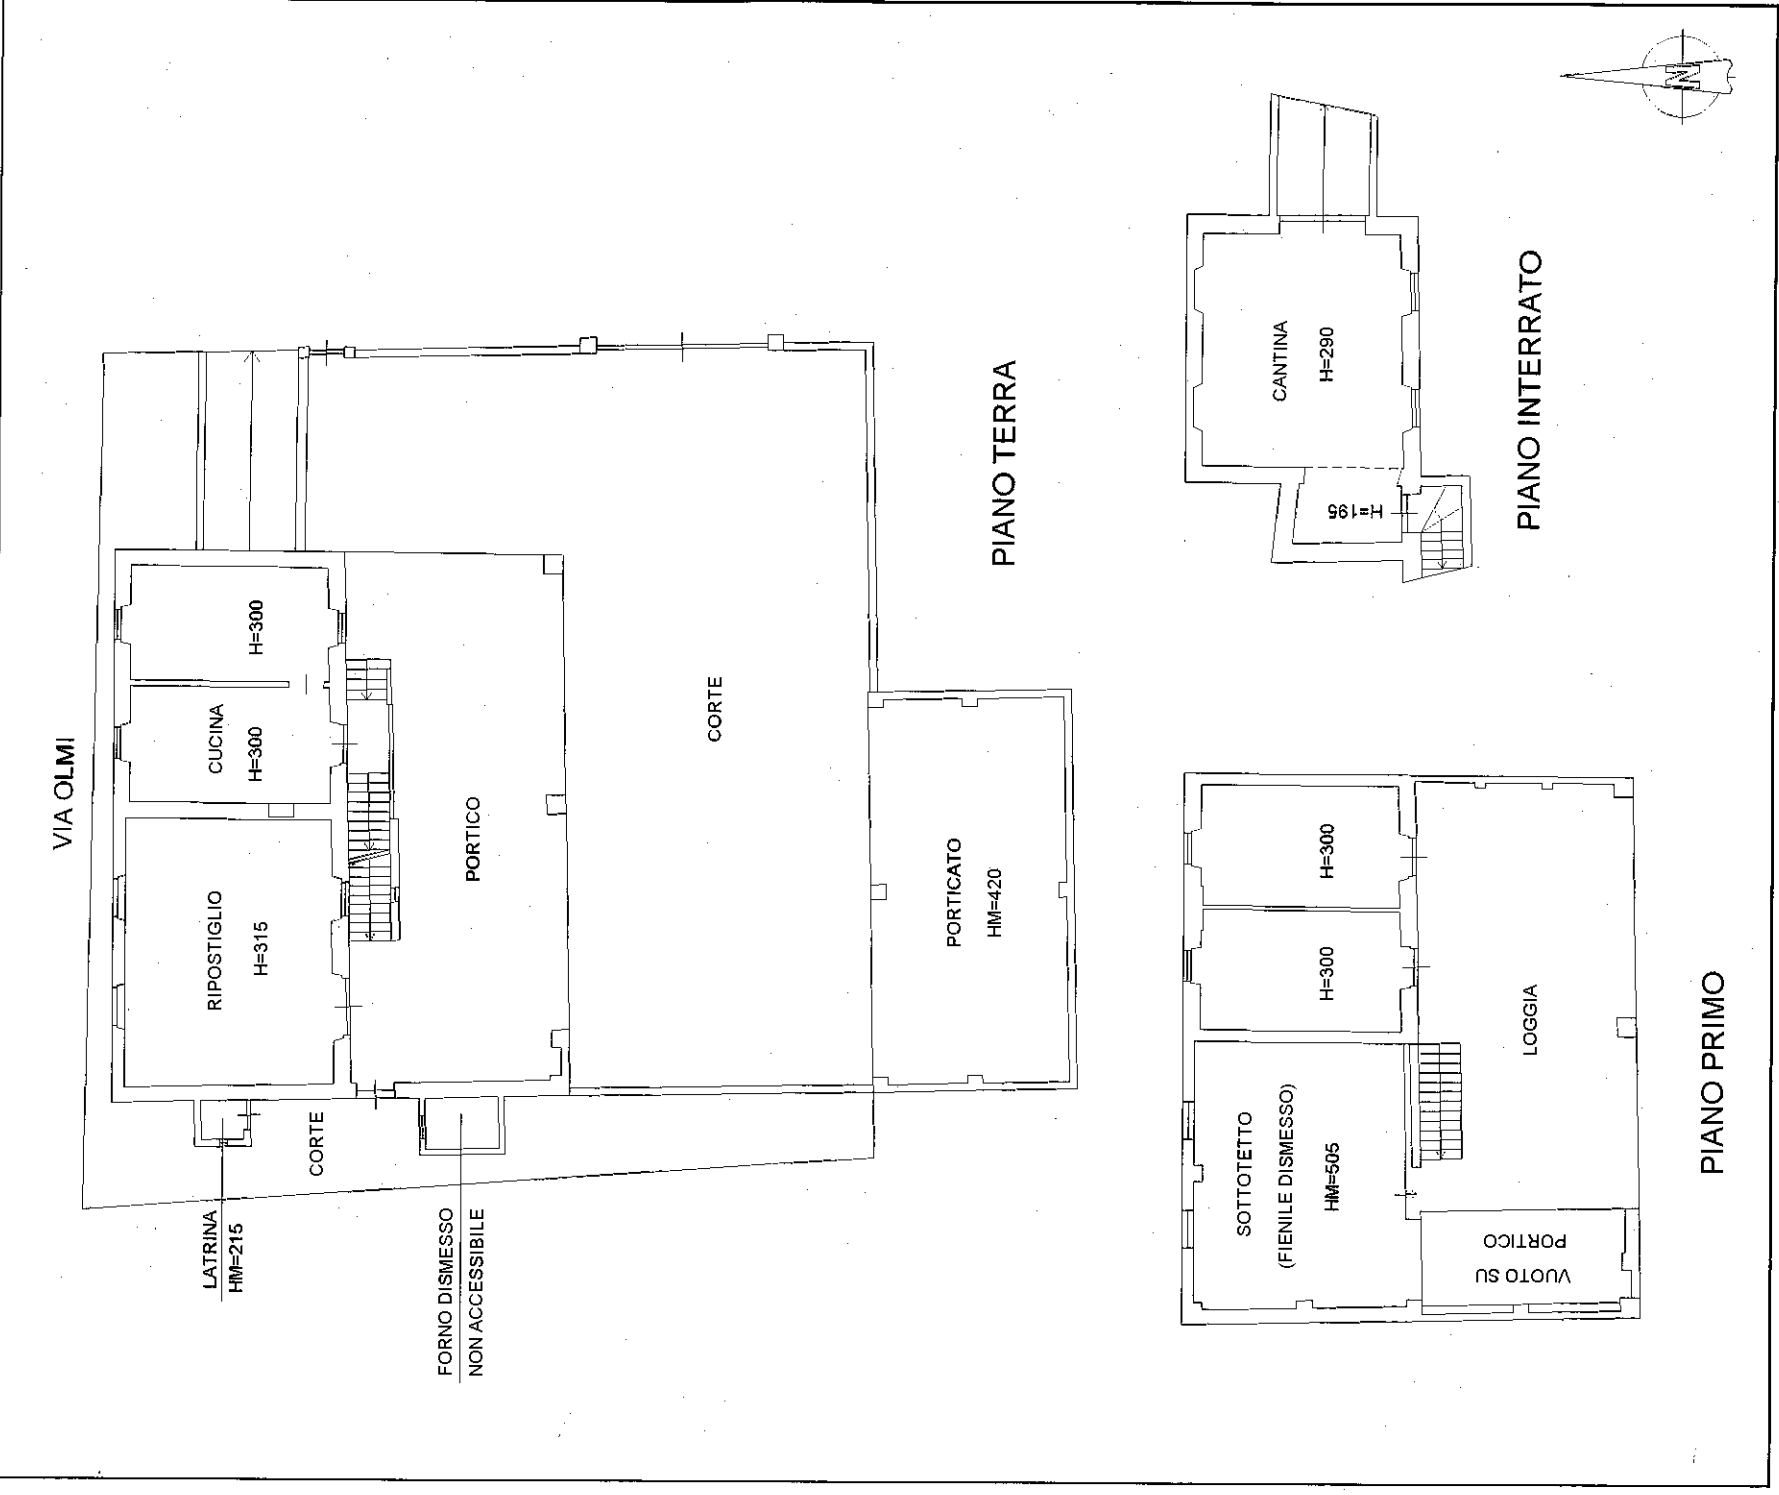 VIA OLMI
H=300
CUCINA
H=300
RIPOSTIGLIO
H=315
PORTICO
CORTE
PORTICATO
HM=420
CORTE
LATRINA
HM=215
FORNO DISMESSO
NON ACCESSIBILE
PIANO TERRA
CANTINA
H=290
H=195
PIANO INTERRATO
H=300
H=300
SOTTOTETTO
(FIENILE DISMESSO)
HM=505
LOGGIA
VUOTO SU
PORTICO
PIANO PRIMO
N